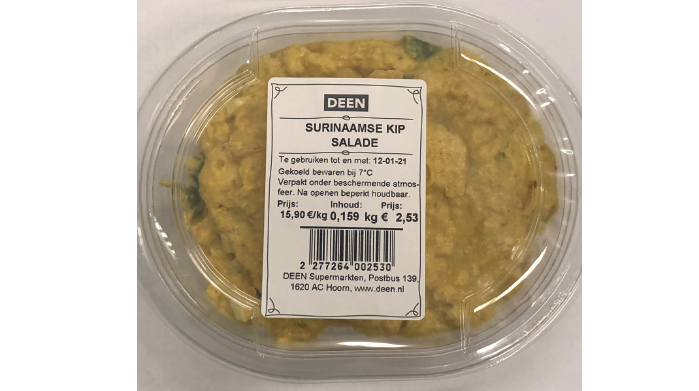 DEEN
SURINAAMSE KIP
SALADE
Te gebruiken tot en met: 12-01-21
Gekoeld bewaren bij 7°C
Verpakt onder beschermende atmos-
feer. Na openen beperkt houdbaar.
Prijs: Inhoud: Prijs:
15,90 €/kg 0,159 kg € 2,53
2 277264 002530
DEEN Supermarkten, Postbus 139,
1620 AC Hoorn, www.deen.nl